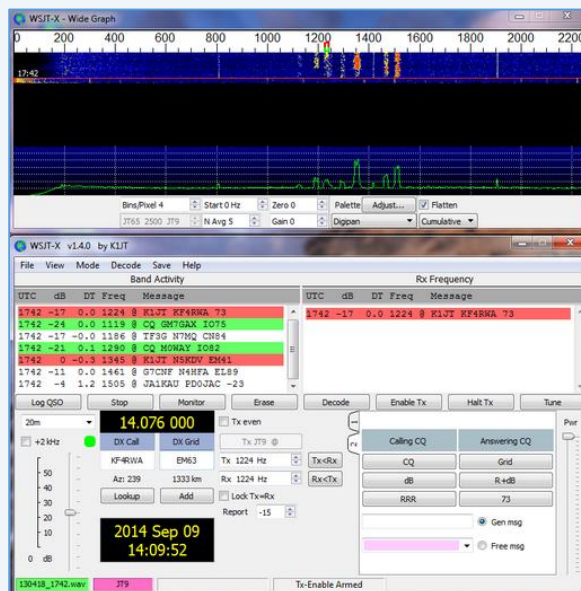 WSJT-X - Wide Graph
0 200 400 600 800 1000 1200 1400 1600 1800 2000 2200
17:42
Bins/Pixel 4 Start 0 Hz Zero 0 Palette Adjust... Flatten
JT65 2500 JT9 N Avg 5 Gain 0 Digipan Cumulative
WSJT-X v1.4.0 by K1JT
File View Mode Decode Save Help
Band Activity Rx Frequency
UTC dB DT Freq Message UTC dB DT Freq Message
1742 -17 0.0 1224 @ K1JT KF4RWA 73 1742 -17 0.0 1224 @ K1JT KF4RWA 73
1742 -24 0.0 1119 @ CQ GM7GAX IO75
1742 -17 -0.0 1186 @ TF3G N7MQ CN84
1742 -21 0.1 1290 @ CQ M0WAY IO82
1742 0 -0.3 1345 @ K1JT N5KDV EM41
1742 -11 0.0 1461 @ G7CNF N4HFA EL89
1742 -4 1.2 1505 @ JA1KAU PD0JAC -23
Log QSO Stop Monitor Erase Decode Enable Tx Halt Tx Tune
20m 14.076 000 Tx even 1 Pwr
+2 kHz DX Call DX Grid Tx JT9 @ 2 Calling CQ Answering CQ
KF4RWA EM63 Tx 1224 Hz Tx<Rx CQ Grid
50 Az: 239 1333 km Rx 1224 Hz Rx<Tx dB R+dB
40 Lookup Add Lock Tx=Rx RRR 73
30 Report -15
20 2014 Sep 09 Gen msg
10 14:09:52 Free msg
0 dB
130418_1742.wav JT9 Tx-Enable Armed